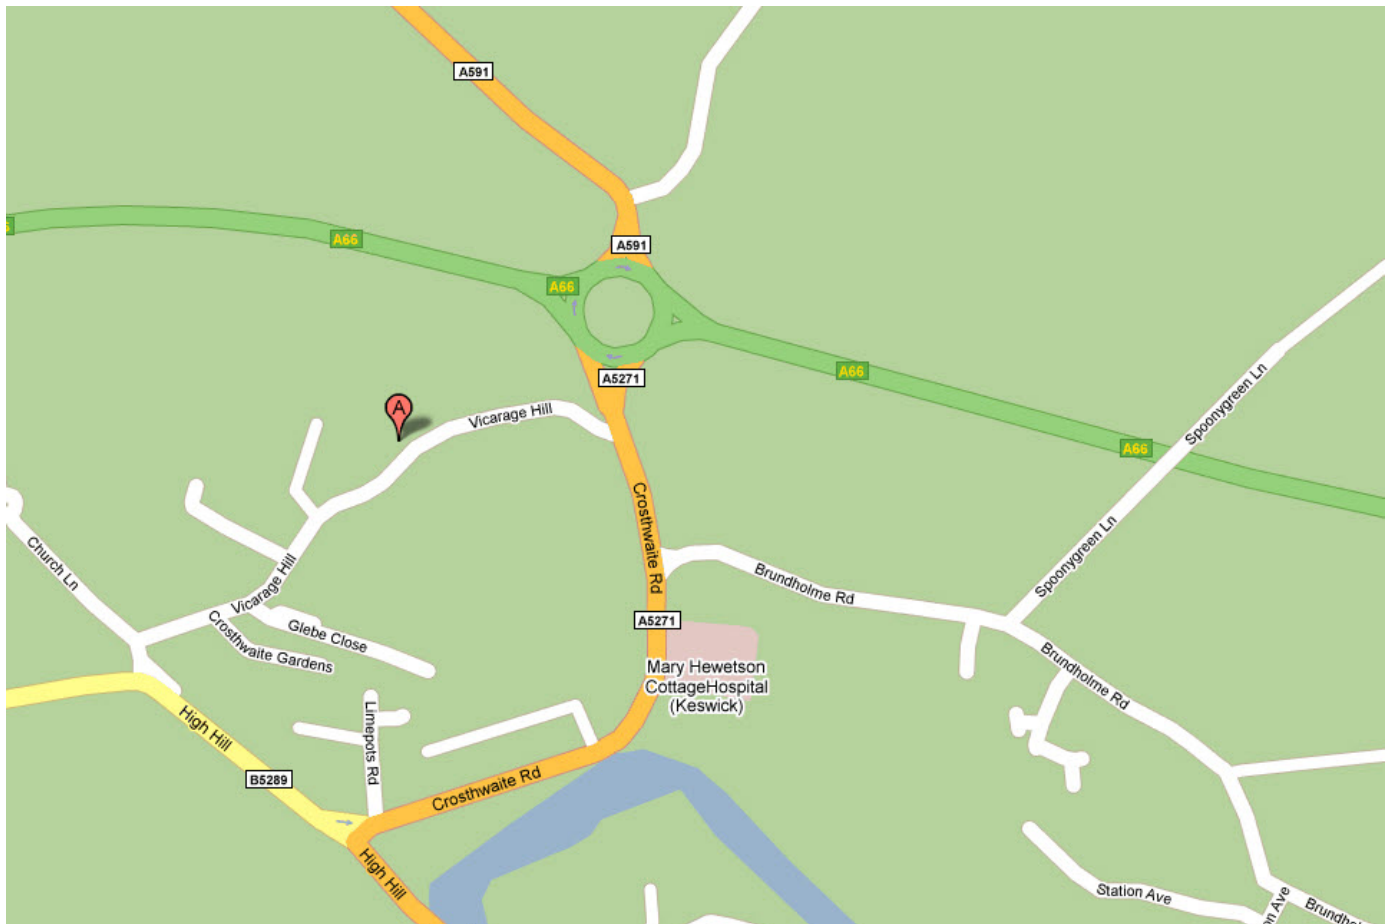 A591
A591
A66
A66
A5271
A66
A
Vicarage Hill
Spoonygreen Ln
A66
Crosthwaite Rd
Church Ln
Vicarage Hill
Spoonygreen Ln
Brundholme Rd
A5271
Glebe Close
Crosthwaite Gardens
Mary Hewetson
CottageHospital
(Keswick)
Brundholme Rd
High Hill
Limepots Rd
B5289
Crosthwaite Rd
High Hill
Station Ave